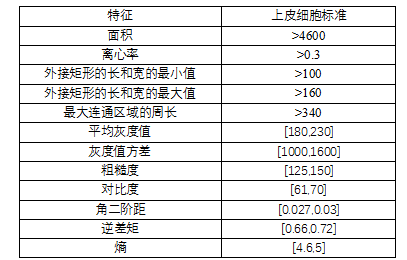 特征 上皮细胞标准
面积 >4600
离心率 >0.3
外接矩形的长和宽的最小值 >100
外接矩形的长和宽的最大值 >160
最大连通区域的周长 >340
平均灰度值 [180,230]
灰度值方差 [1000,1600]
粗糙度 [125,150]
对比度 [61,70]
角二阶距 [0.027,0.03]
逆差矩 [0.66,0.72]
熵 [4.6,5]